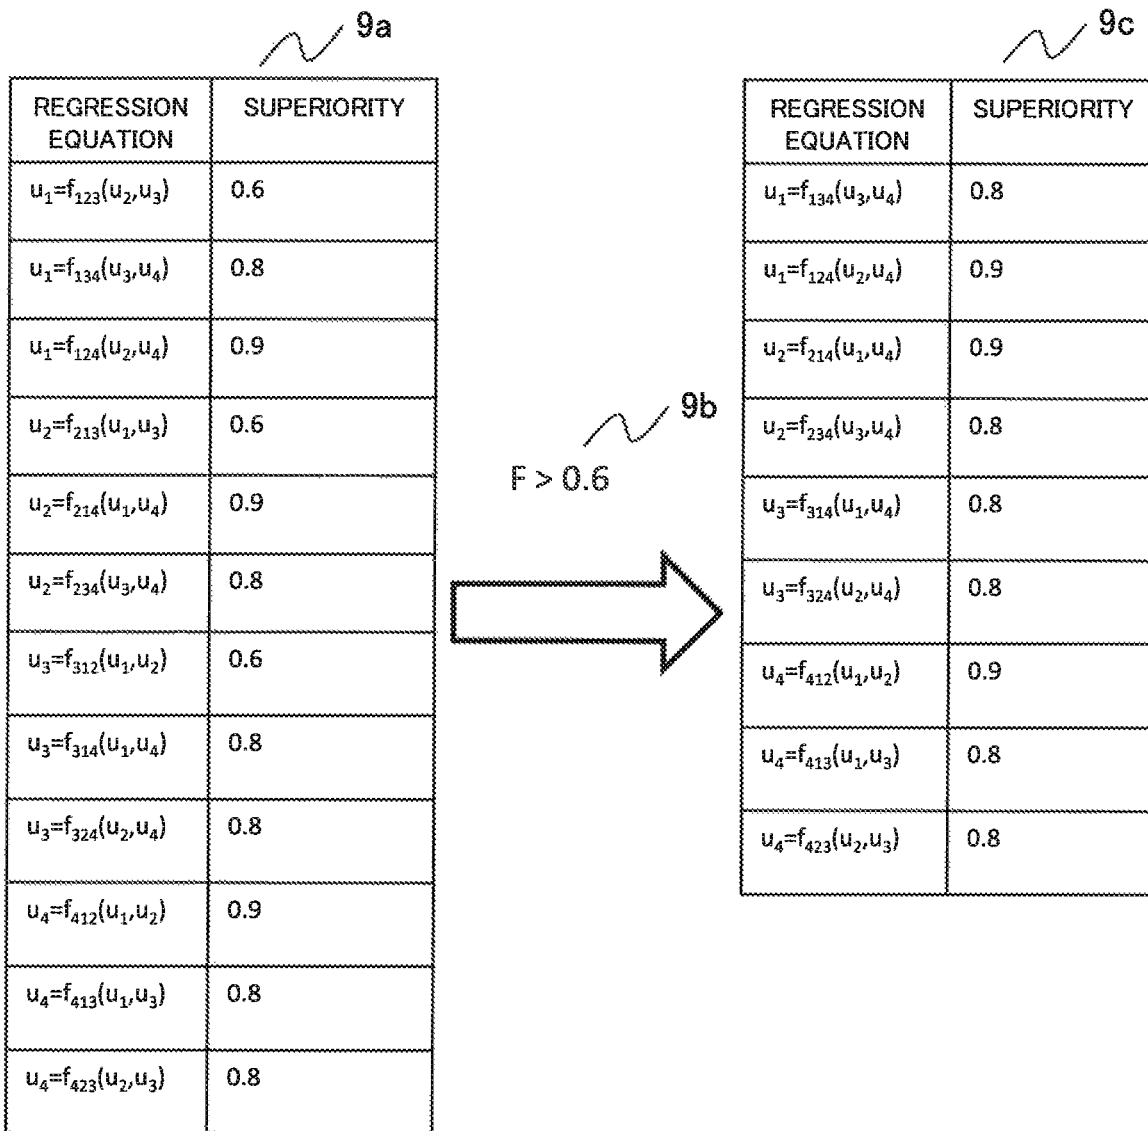 9a
REGRESSION EQUATION SUPERIORITY
u₁=f₁₂₃(u₂,u₃) 0.6
u₁=f₁₃₄(u₃,u₄) 0.8
u₁=f₁₂₄(u₂,u₄) 0.9
u₂=f₂₁₃(u₁,u₃) 0.6
u₂=f₂₁₄(u₁,u₄) 0.9
u₂=f₂₃₄(u₃,u₄) 0.8
u₃=f₃₁₂(u₁,u₂) 0.6
u₃=f₃₁₄(u₁,u₄) 0.8
u₃=f₃₂₄(u₂,u₄) 0.8
u₄=f₄₁₂(u₁,u₂) 0.9
u₄=f₄₁₃(u₁,u₃) 0.8
u₄=f₄₂₃(u₂,u₃) 0.8
9b
F > 0.6
9c
REGRESSION EQUATION SUPERIORITY
u₁=f₁₃₄(u₃,u₄) 0.8
u₁=f₁₂₄(u₂,u₄) 0.9
u₂=f₂₁₄(u₁,u₄) 0.9
u₂=f₂₃₄(u₃,u₄) 0.8
u₃=f₃₁₄(u₁,u₄) 0.8
u₃=f₃₂₄(u₂,u₄) 0.8
u₄=f₄₁₂(u₁,u₂) 0.9
u₄=f₄₁₃(u₁,u₃) 0.8
u₄=f₄₂₃(u₂,u₃) 0.8